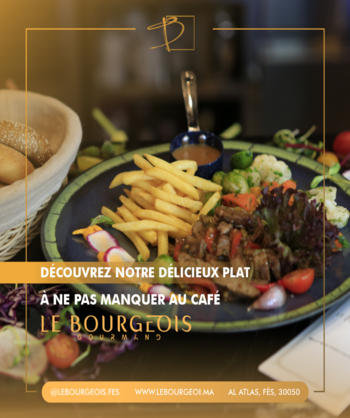 B
DÉCOUVREZ NOTRE DÉLICIEUX PLAT
À NE PAS MANQUER AU CAFÉ
LE BOURGEOIS
GOURMAND
@LEBOURGEOIS.FES WWW.LEBOURGEOI.MA AL ATLAS, FÈS, 30050